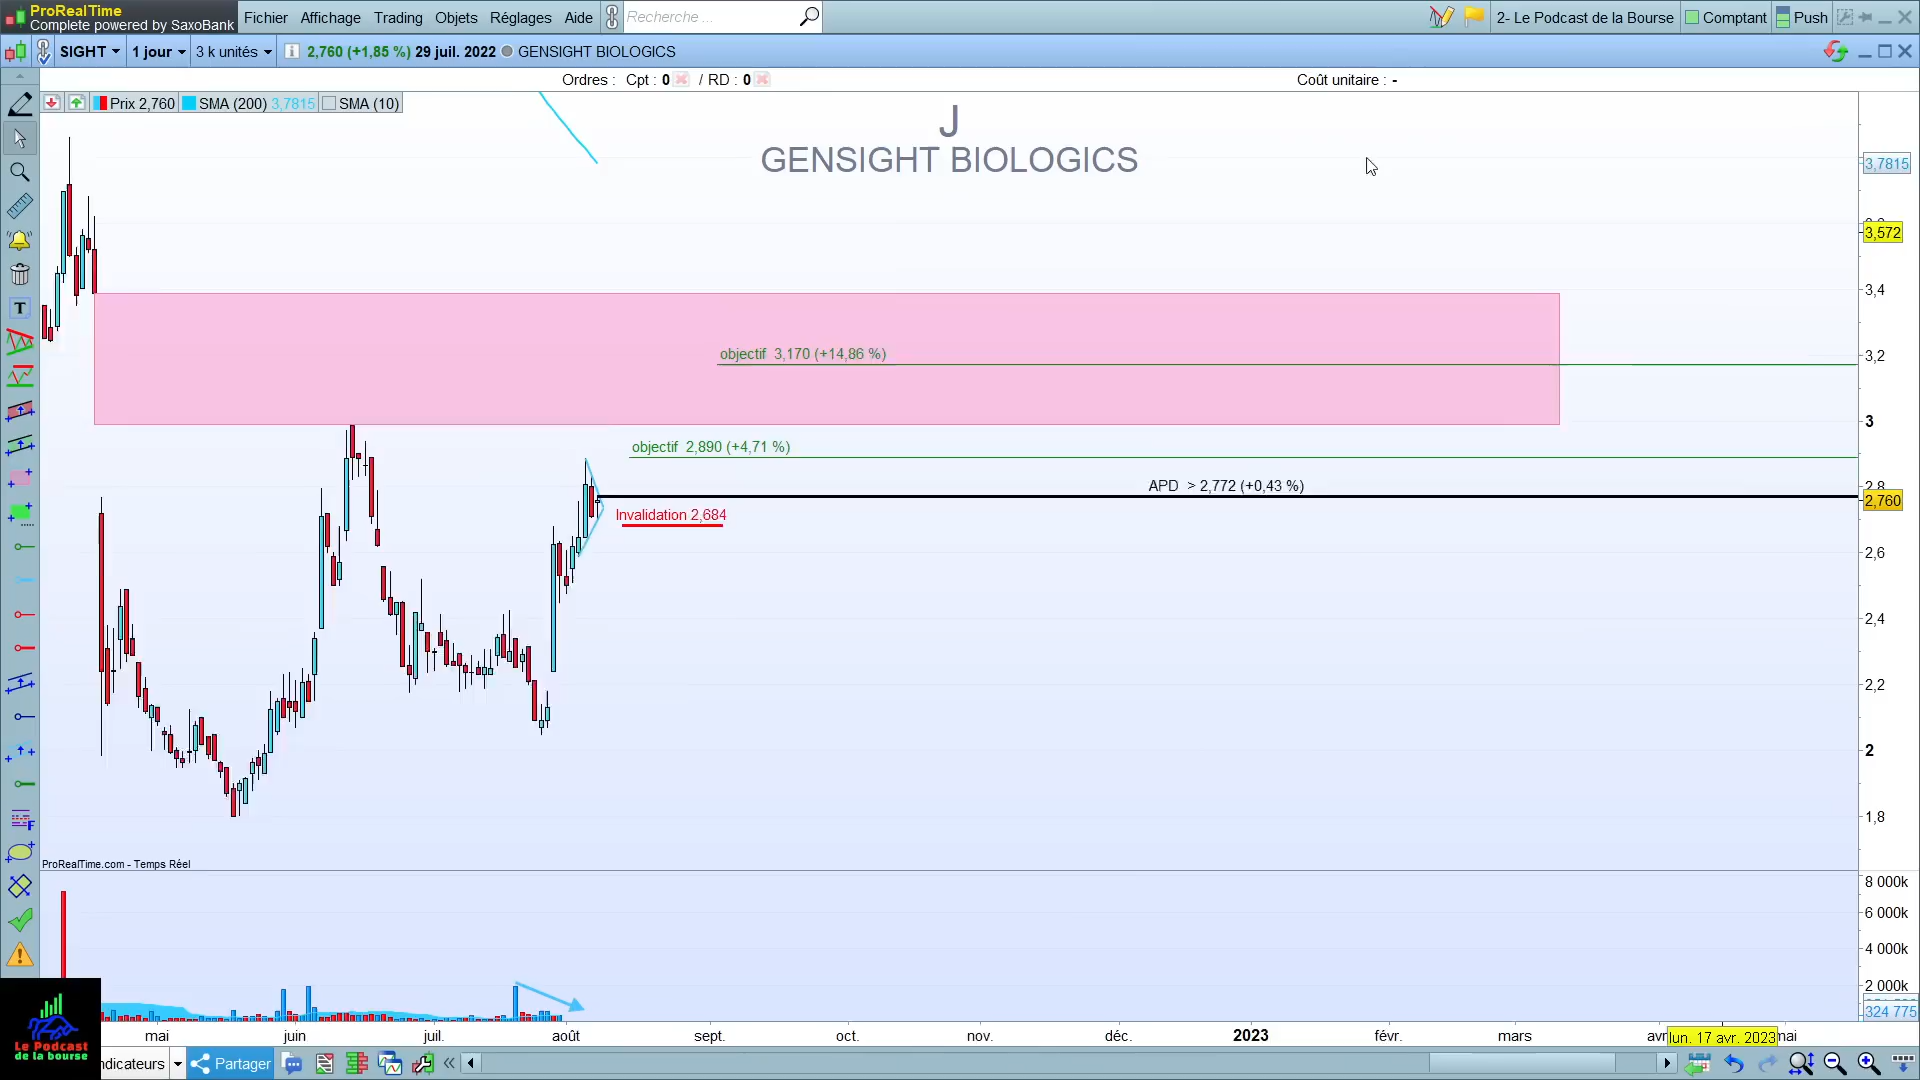 ProRealTime
Complete powered by SaxoBank
Fichier Affichage Trading Objets Réglages Aide
Recherche ...
2- Le Podcast de la Bourse
Comptant
Push
SIGHT
1 jour
3 k unités
2,760 (+1,85 %) 29 juil. 2022
GENSIGHT BIOLOGICS
Ordres : Cpt : 0 / RD : 0
Coût unitaire : -
Prix 2,760
SMA (200) 3,7815
SMA (10)
J
GENSIGHT BIOLOGICS
3,7815
3,572
3,4
objectif 3,170 (+14,86 %)
3,2
3
objectif 2,890 (+4,71 %)
APD > 2,772 (+0,43 %)
2,8
2,760
Invalidation 2,684
2,6
2,4
2,2
2
1,8
ProRealTime.com - Temps Réel
8 000k
6 000k
4 000k
2 000k
324 775
mai juin juil. août sept. oct. nov. déc. 2023 févr. mars lun. 17 avr. 2023
Le Podcast
de la bourse
Partager